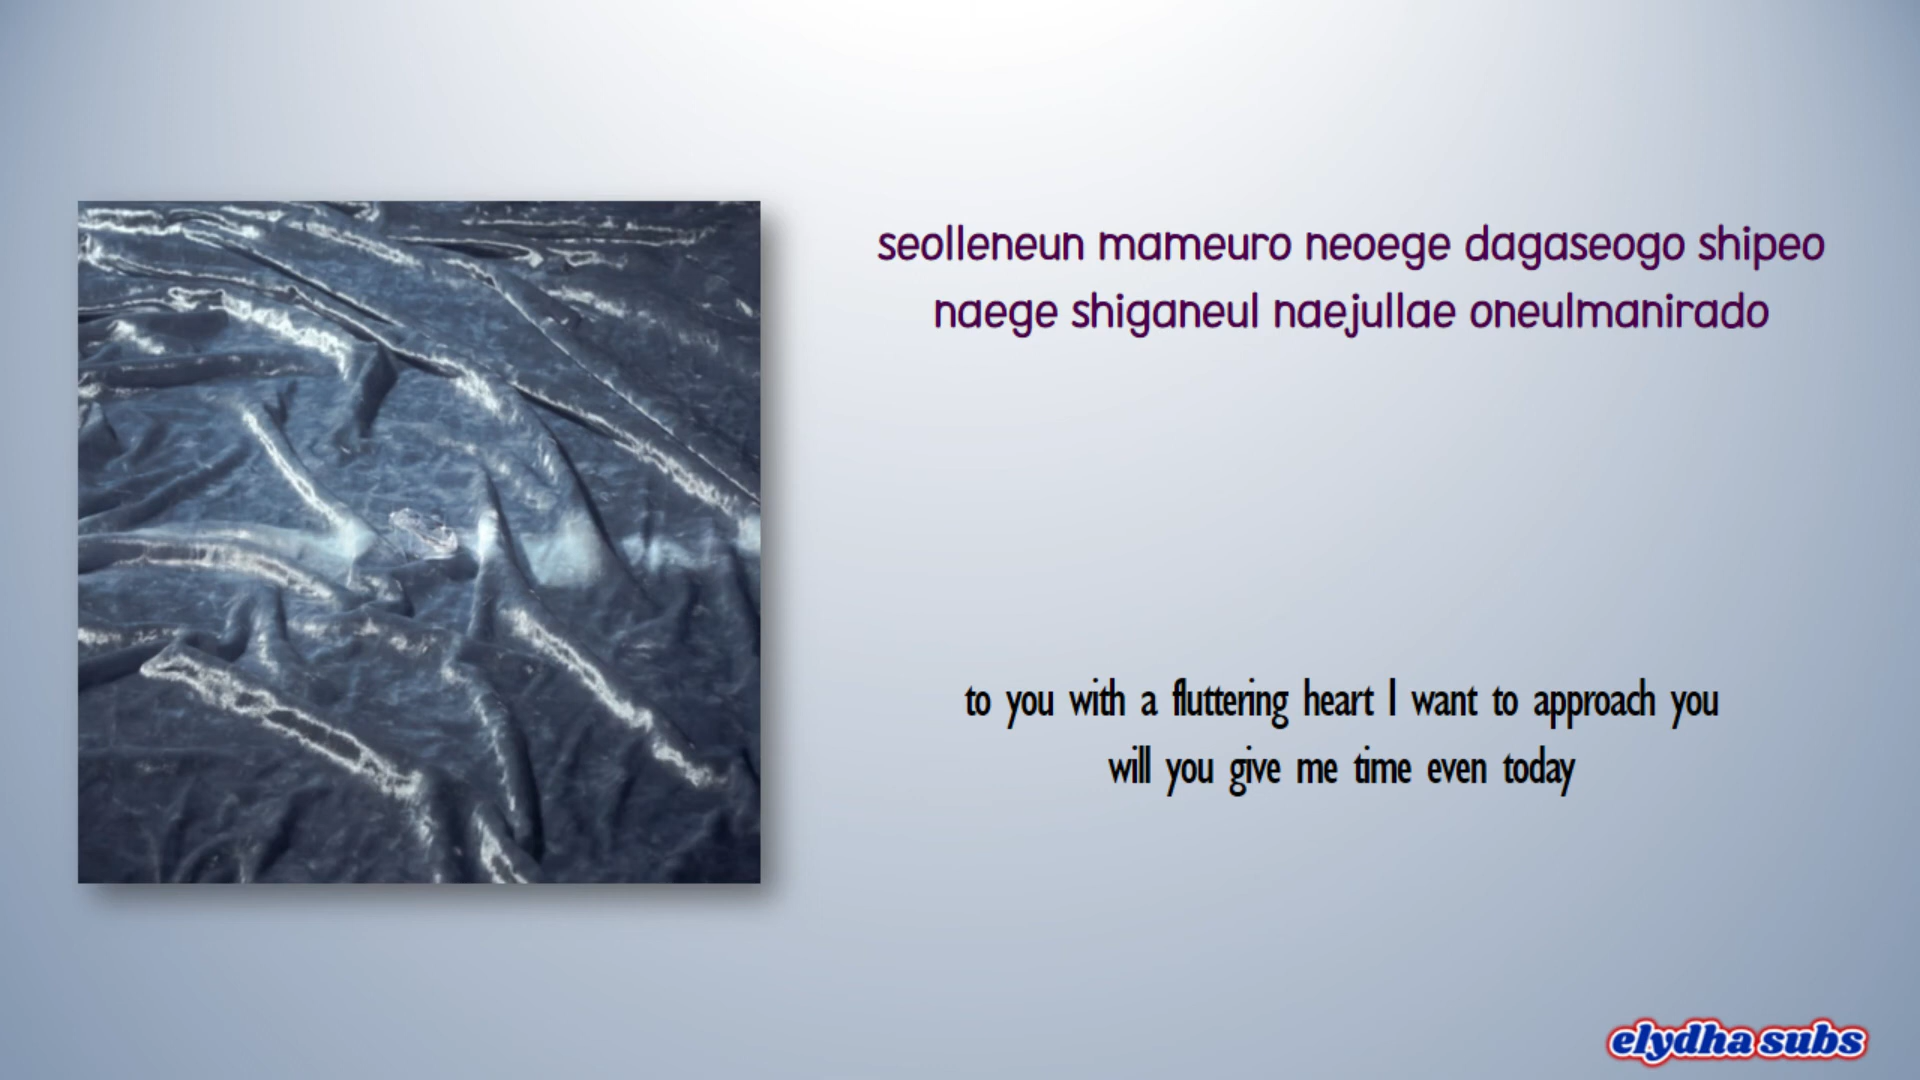 seolleneun mameuro neoege dagaseogo shipeo
naege shiganeul naejullae oneulmanirado
to you with a fluttering heart I want to approach you
will you give me time even today
elydha subs